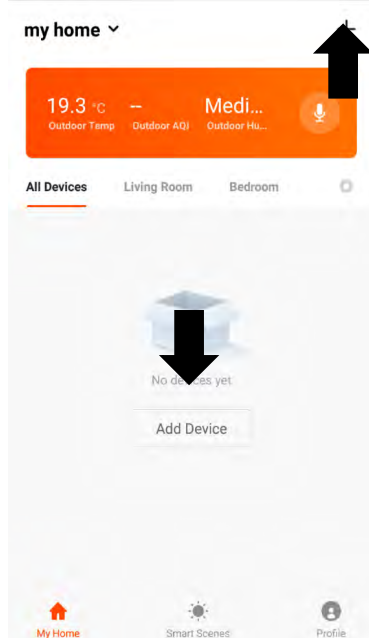 my home
19.3 °C -- Medi...
Outdoor Temp Outdoor AQI Outdoor Hu...
All Devices Living Room Bedroom
No devices yet
Add Device
My Home Smart Scenes Profile